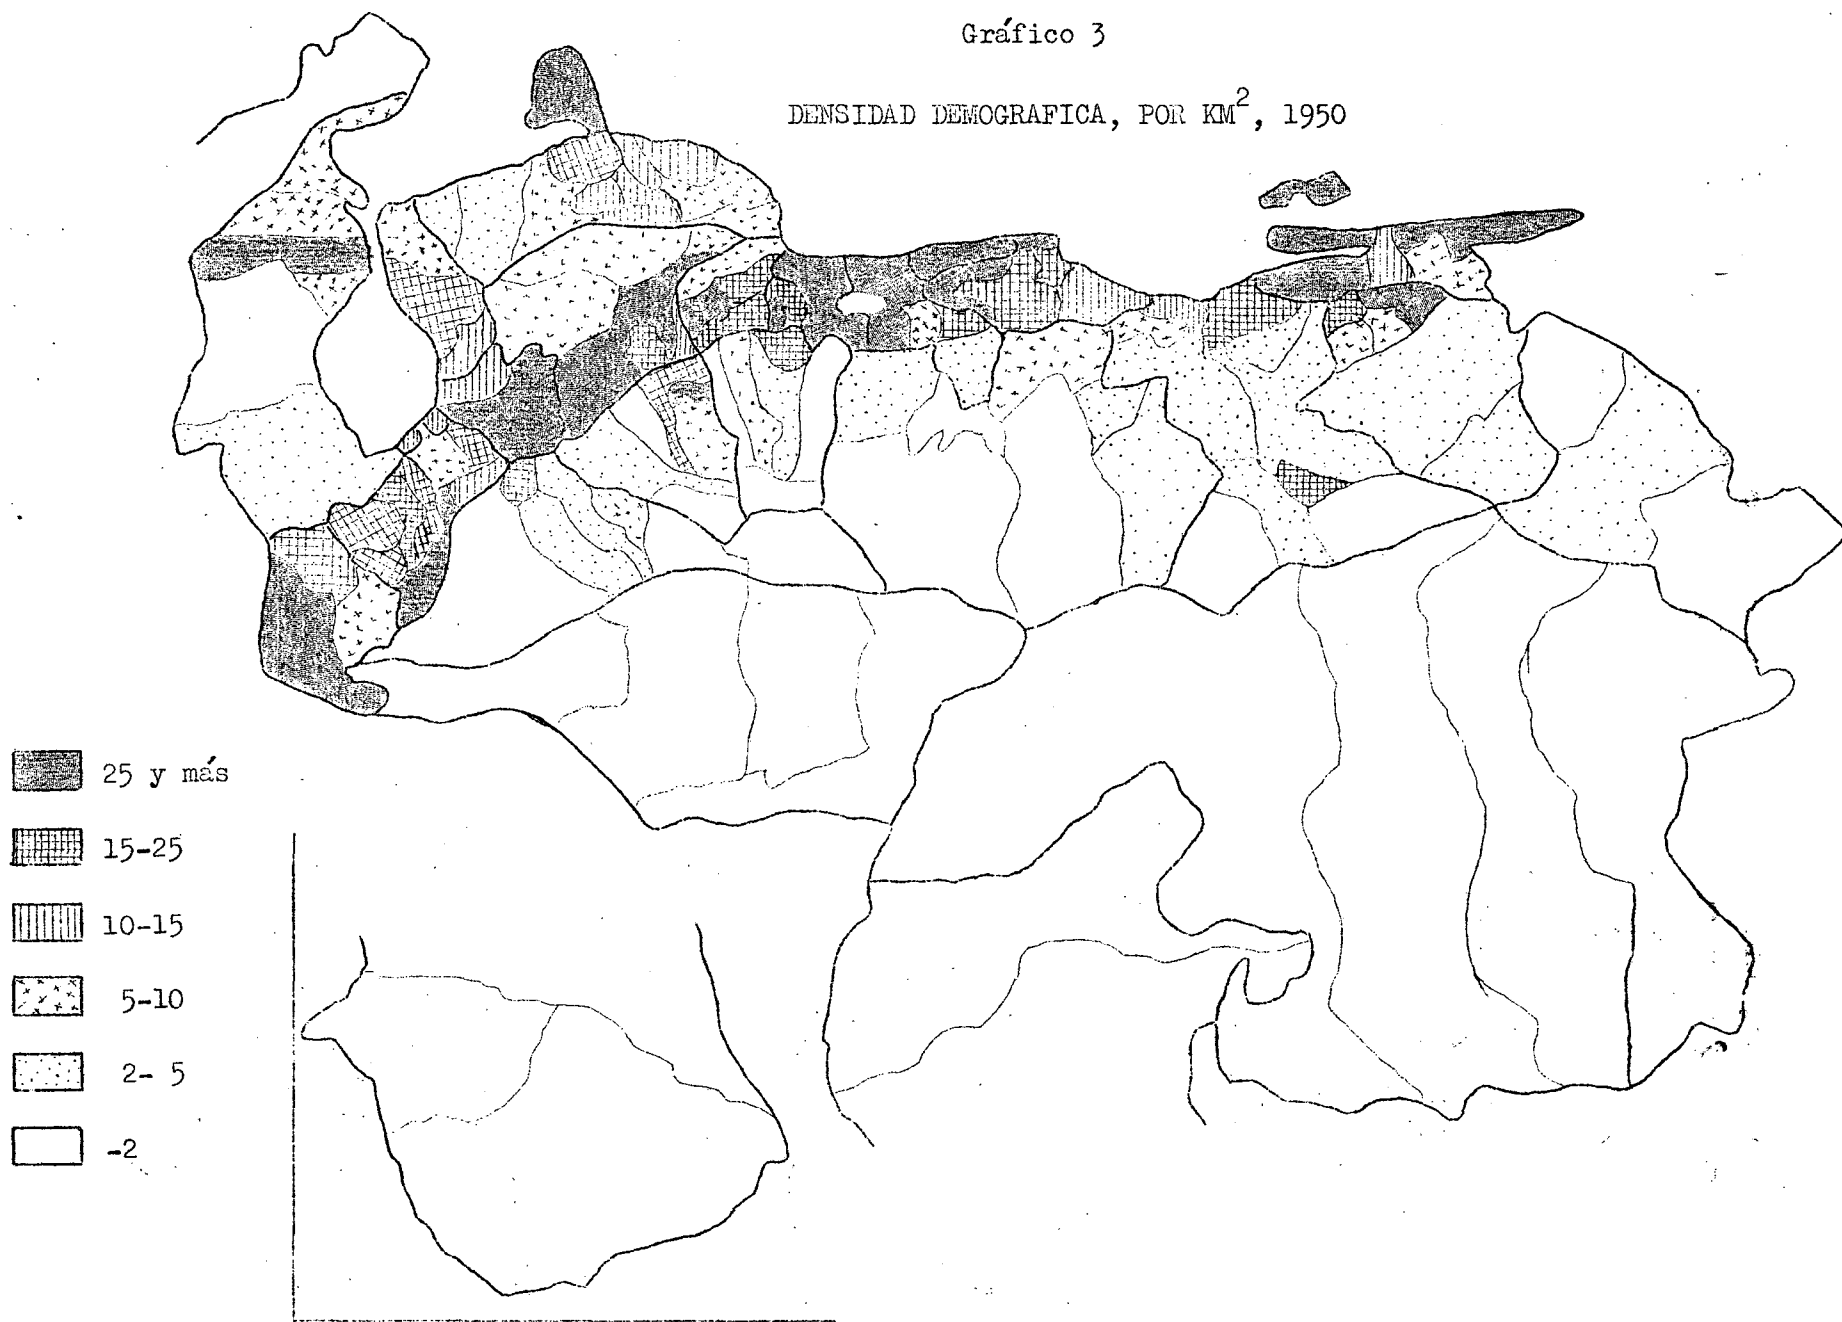 Gráfico 3
DENSIDAD DEMOGRAFICA, POR KM², 1950
25 y más
15-25
10-15
5-10
2- 5
-2